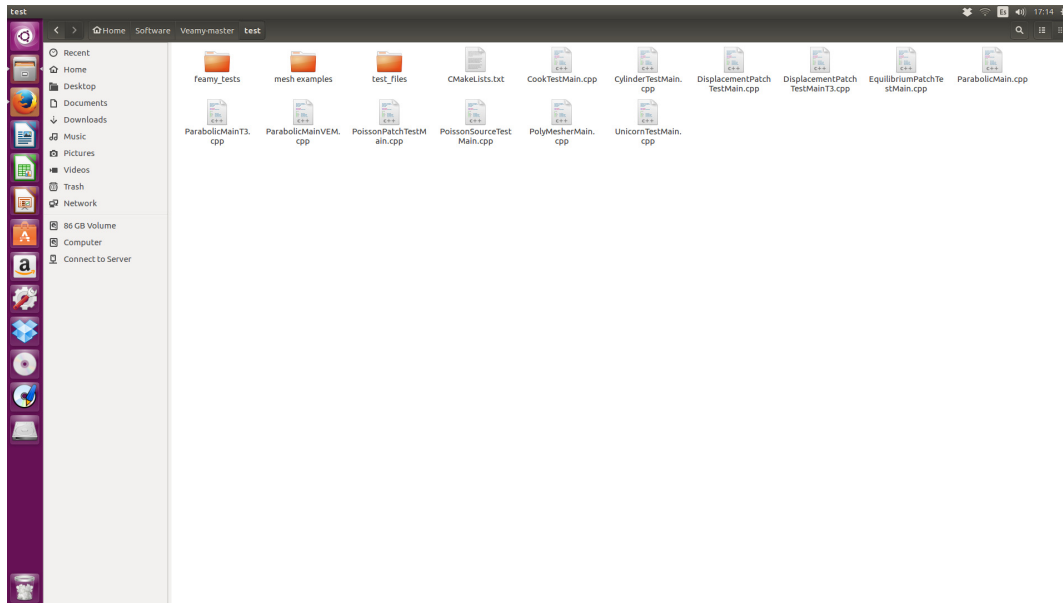 test
Es
17:14
Home Software Veamy-master test
Recent
Home
Desktop
Documents
Downloads
Music
Pictures
Videos
Trash
Network
86 GB Volume
Computer
Connect to Server
feamy_tests
mesh examples
test_files
CMakeLists.txt
CookTestMain.cpp
CylinderTestMain.
cpp
DisplacementPatch
TestMain.cpp
DisplacementPatch
TestMainT3.cpp
EquilibriumPatchTe
stMain.cpp
ParabolicMain.cpp
ParabolicMainT3.
cpp
ParabolicMainVEM.
cpp
PoissonPatchTestM
ain.cpp
PoissonSourceTest
Main.cpp
PolyMesherMain.
cpp
UnicornTestMain.
cpp